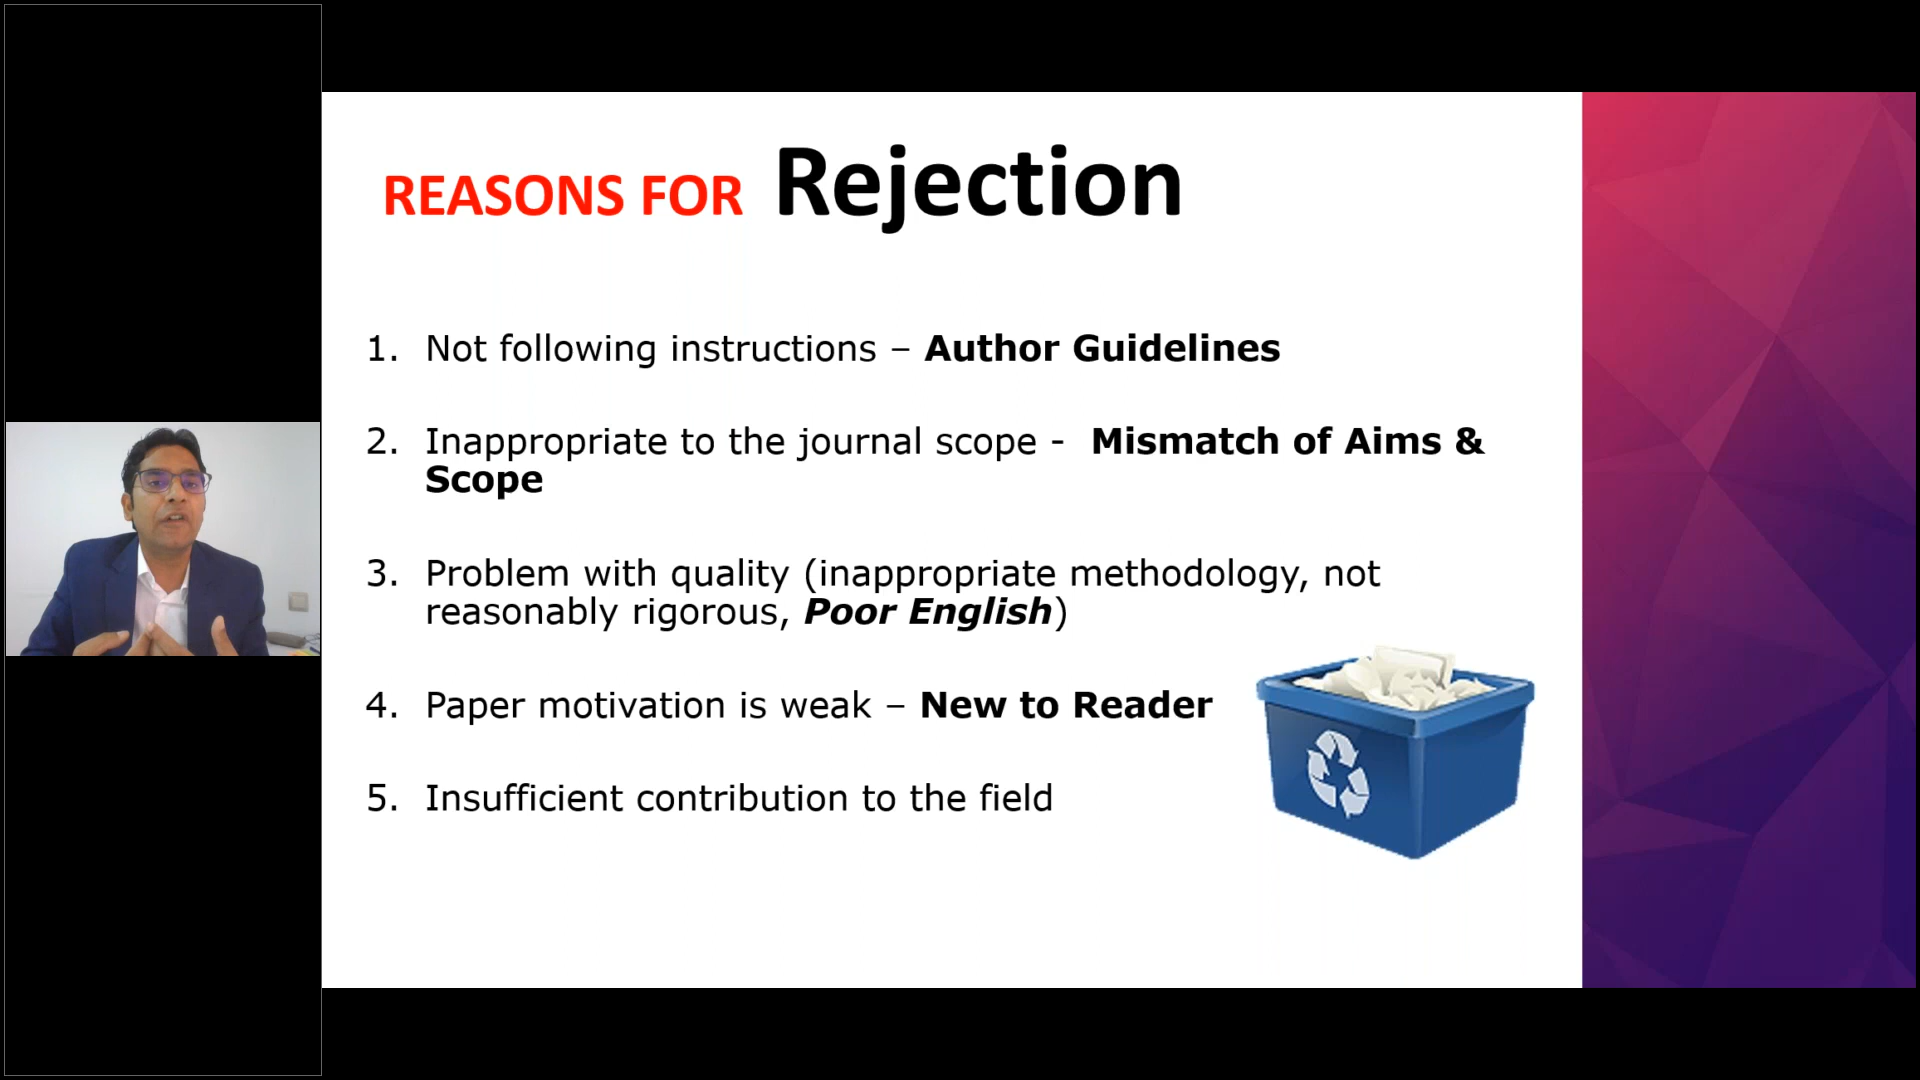 REASONS FOR Rejection
1. Not following instructions – Author Guidelines
2. Inappropriate to the journal scope - Mismatch of Aims &
Scope
3. Problem with quality (inappropriate methodology, not
reasonably rigorous, Poor English)
4. Paper motivation is weak – New to Reader
5. Insufficient contribution to the field